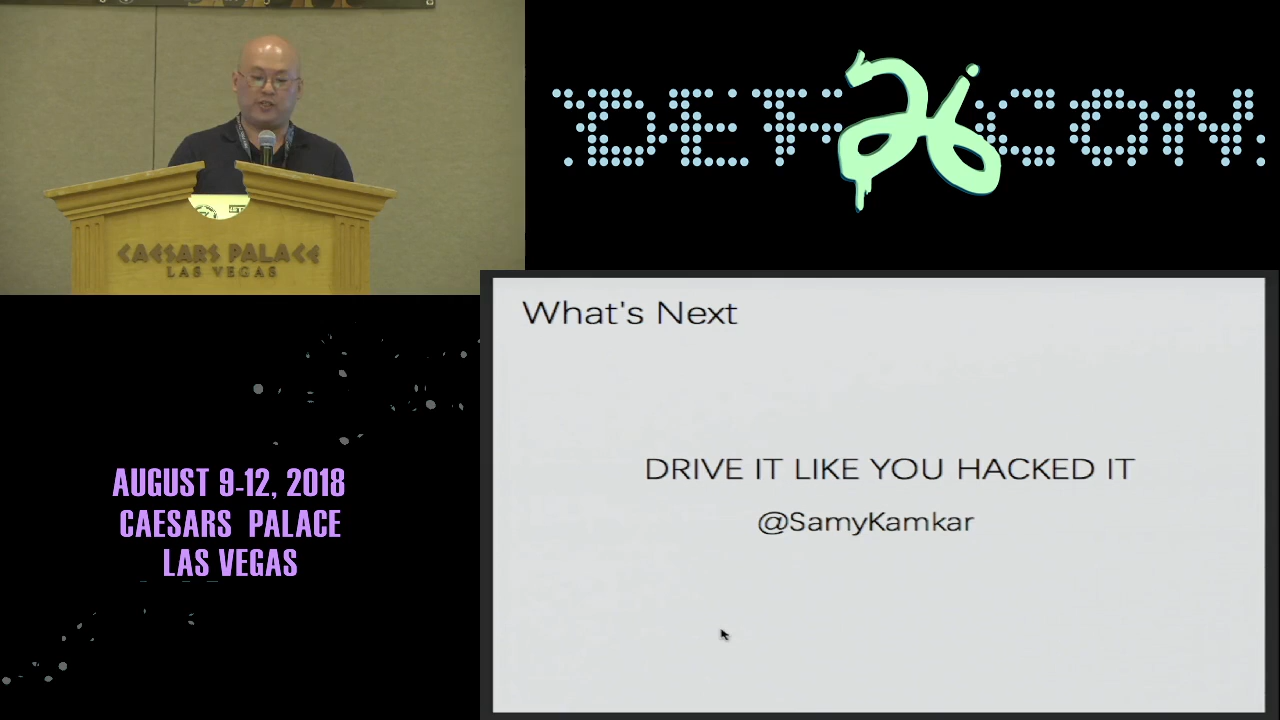 CAESARS PALACE
LAS VEGAS
DEF CON
26
What's Next
DRIVE IT LIKE YOU HACKED IT
@SamyKamkar
AUGUST 9-12, 2018
CAESARS PALACE
LAS VEGAS